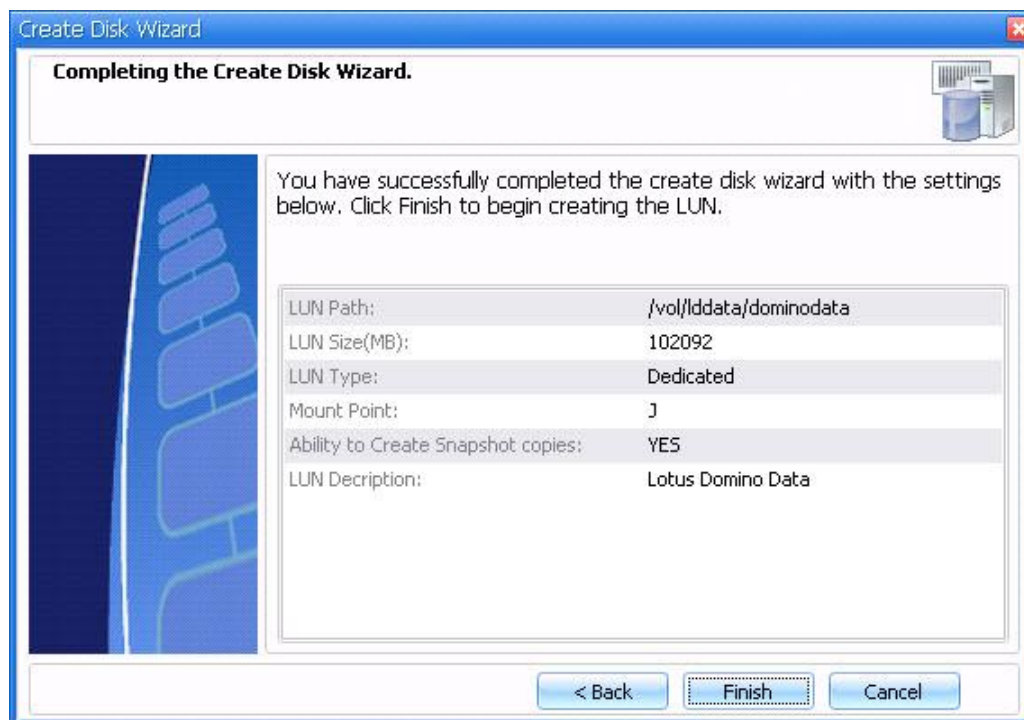 Create Disk Wizard
Completing the Create Disk Wizard.
You have successfully completed the create disk wizard with the settings
below. Click Finish to begin creating the LUN.
LUN Path: /vol/lddata/dominodata
LUN Size(MB): 102092
LUN Type: Dedicated
Mount Point: J
Ability to Create Snapshot copies: YES
LUN Decription: Lotus Domino Data
< Back Finish Cancel